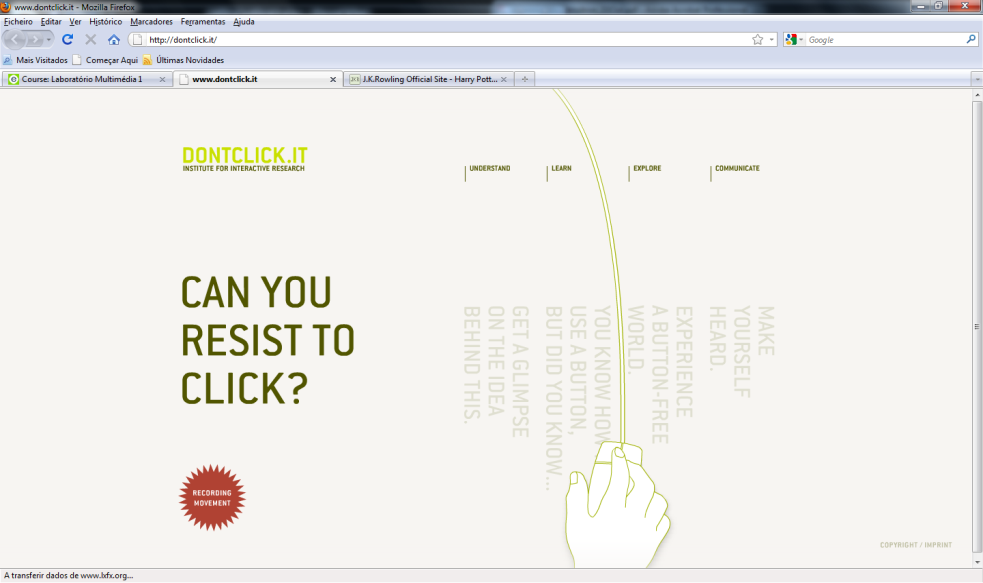 www.dontclick.it - Mozilla Firefox
Ficheiro Editar Ver Histórico Marcadores Ferramentas Ajuda
http://dontclick.it/
Google
Mais Visitados Começar Aqui Últimas Novidades
Course: Laboratório Multimédia 1
www.dontclick.it
J.K.Rowling Official Site - Harry Pott...
DONTCLICK.IT
INSTITUTE FOR INTERACTIVE RESEARCH
UNDERSTAND
LEARN
EXPLORE
COMMUNICATE
CAN YOU
RESIST TO
CLICK?
GET A GLIMPSE
ON THE IDEA
BEHIND THIS.
YOU KNOW HOW
USE A BUTTON,
BUT DID YOU KNOW...
EXPERIENCE
A BUTTON-FREE
WORLD.
MAKE
YOURSELF
HEARD.
RECORDING
MOVEMENT
COPYRIGHT / IMPRINT
A transferir dados de www.lxfx.org...